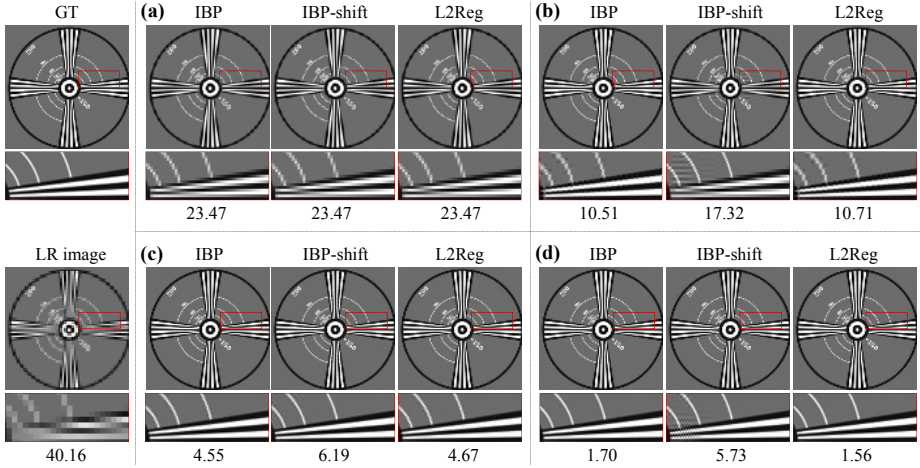 GT
(a) IBP IBP-shift L2Reg
(b) IBP IBP-shift L2Reg
200
150
23.47 23.47 23.47
10.51 17.32 10.71
LR image
(c) IBP IBP-shift L2Reg
(d) IBP IBP-shift L2Reg
40.16
4.55 6.19 4.67
1.70 5.73 1.56